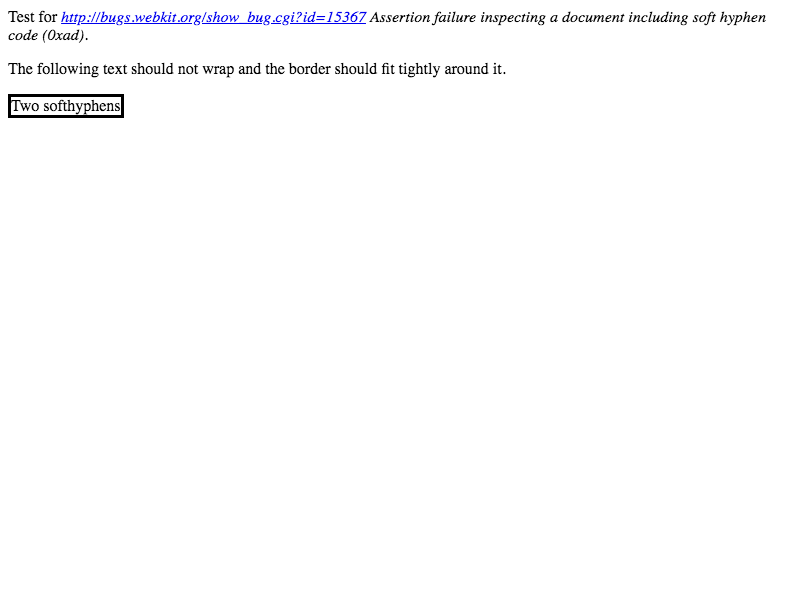 Test for http://bugs.webkit.org/show_bug.cgi?id=15367 Assertion failure inspecting a document including soft hyphen
code (0xad).
The following text should not wrap and the border should fit tightly around it.
Two softhyphens